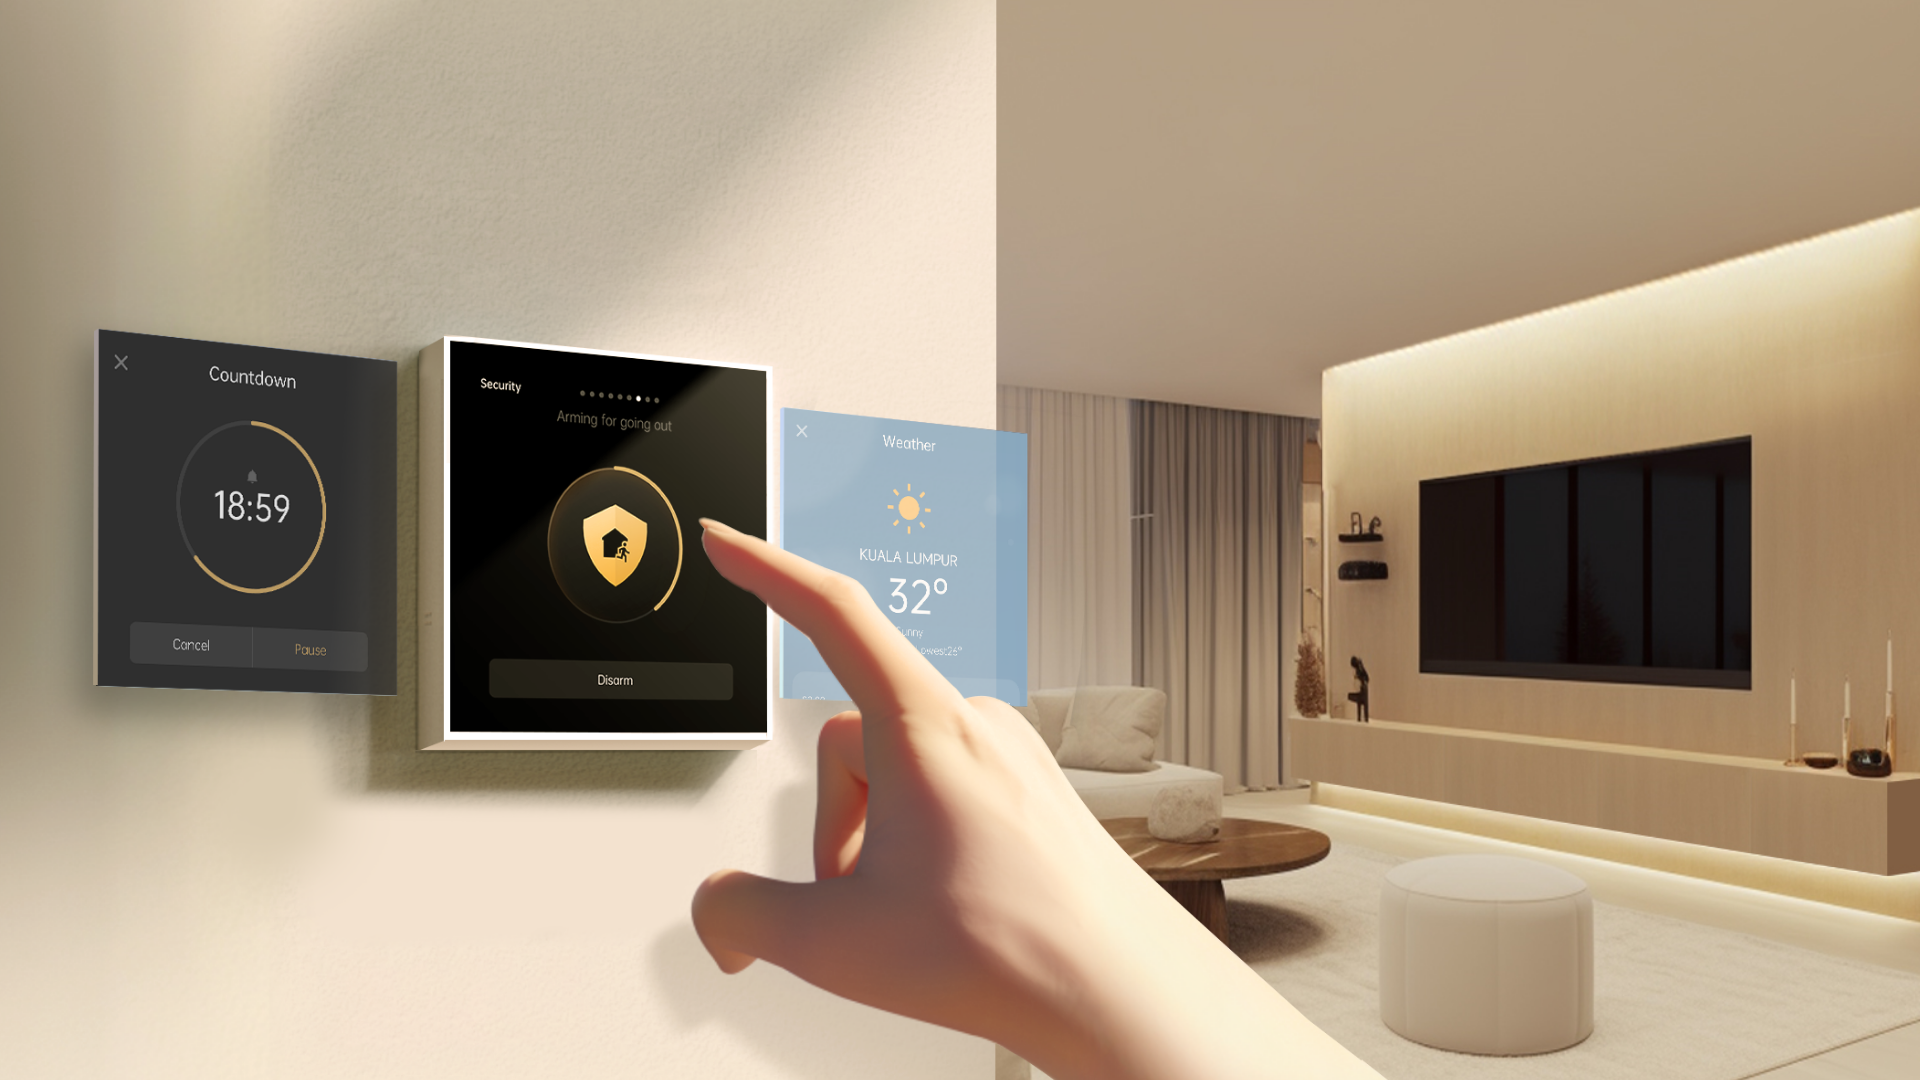 Countdown
18:59
Cancel
Pause
Security
Arming for going out
Disarm
Weather
KUALA LUMPUR
32°